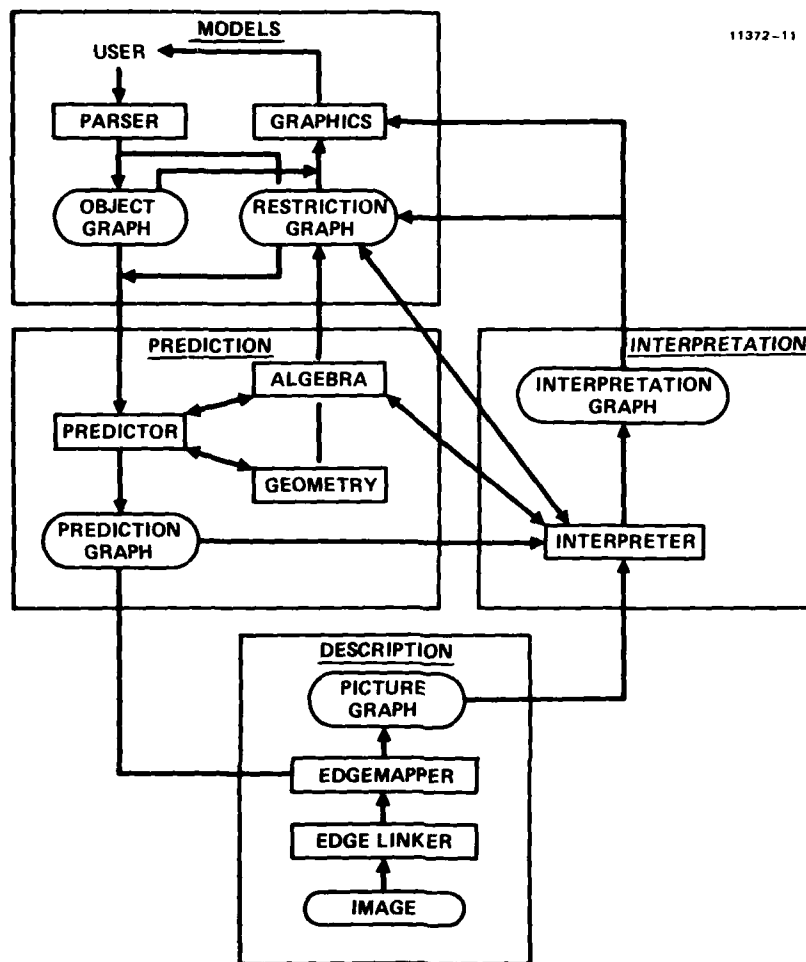 11372-11
MODELS
USER
PARSER
GRAPHICS
OBJECT
GRAPH
RESTRICTION
GRAPH
PREDICTION
ALGEBRA
PREDICTOR
GEOMETRY
PREDICTION
GRAPH
INTERPRETATION
INTERPRETATION
GRAPH
INTERPRETER
DESCRIPTION
PICTURE
GRAPH
EDGEMAPPER
EDGE LINKER
IMAGE